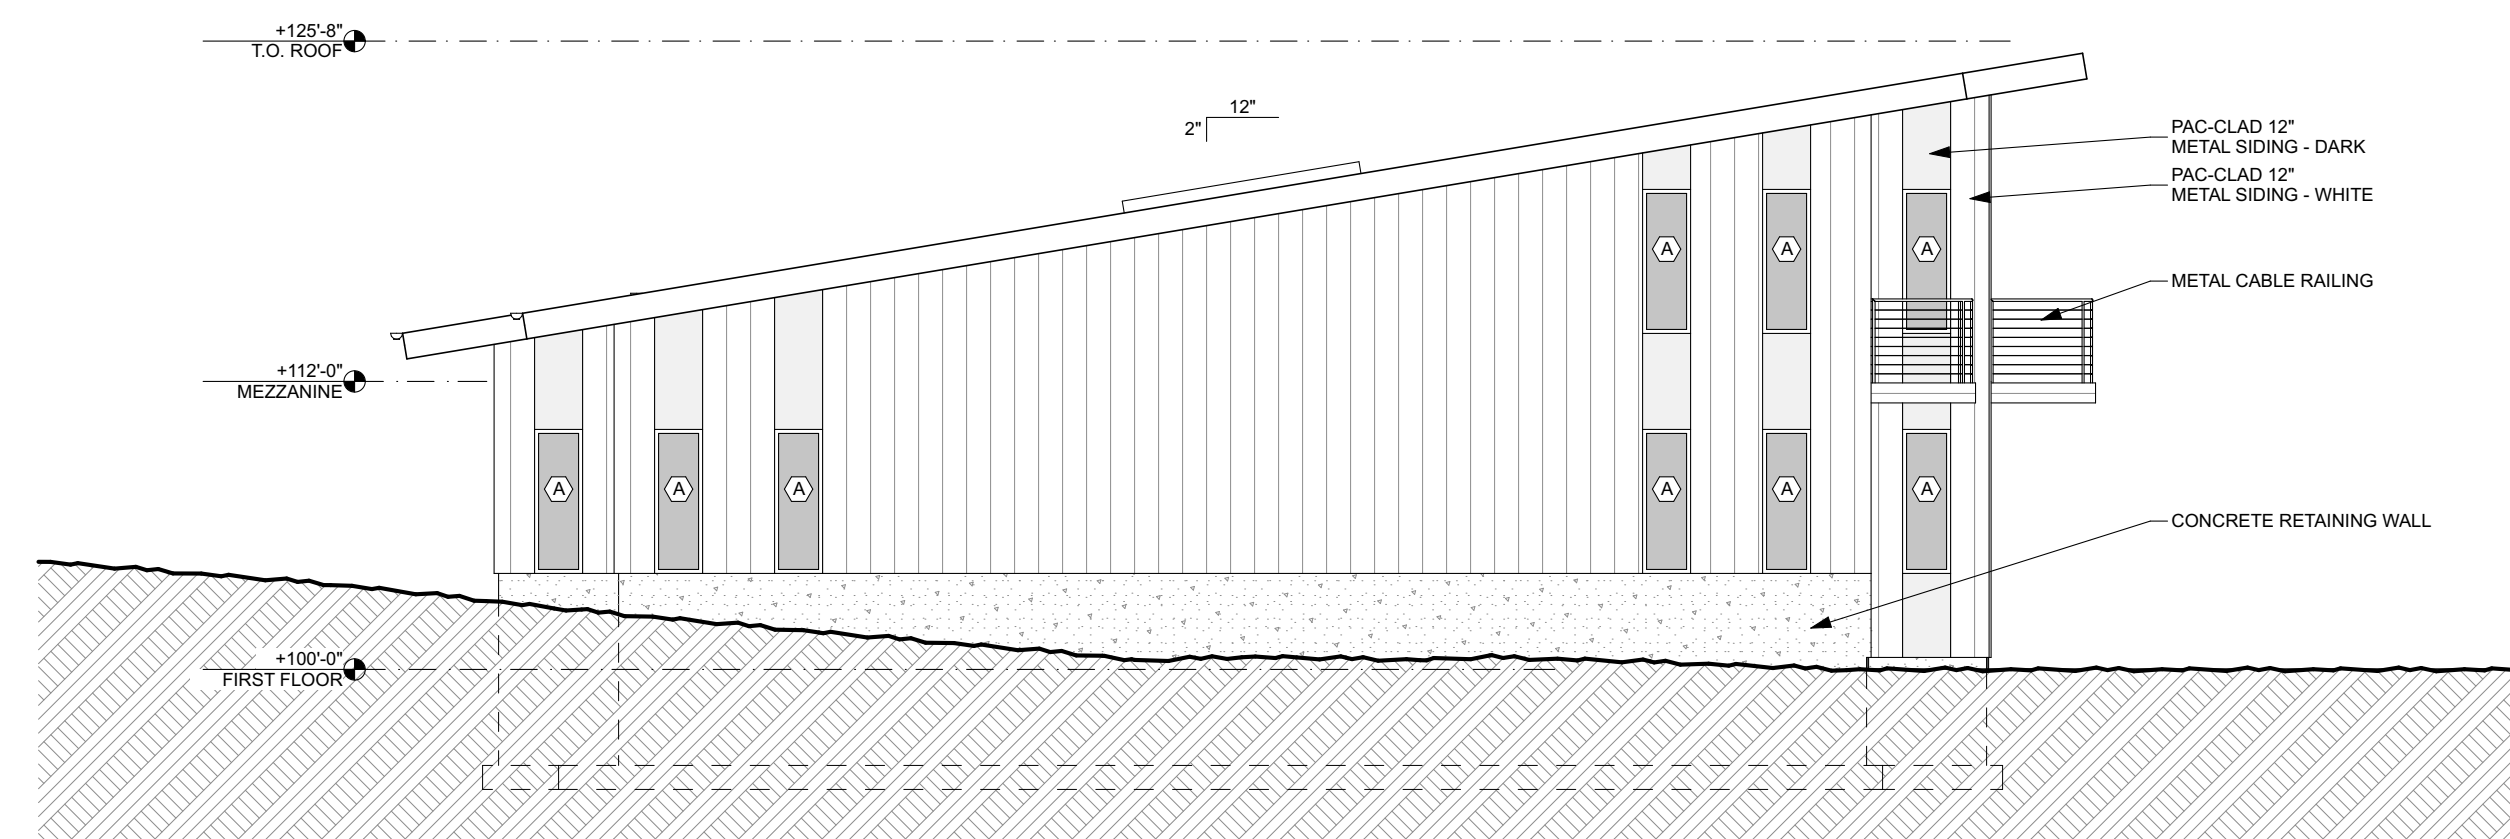 +125'-8"
T.O. ROOF
12"
2"
PAC-CLAD 12"
METAL SIDING - DARK
PAC-CLAD 12"
METAL SIDING - WHITE
A A A
METAL CABLE RAILING
+112'-0"
MEZZANINE
A A A A A A
CONCRETE RETAINING WALL
+100'-0"
FIRST FLOOR